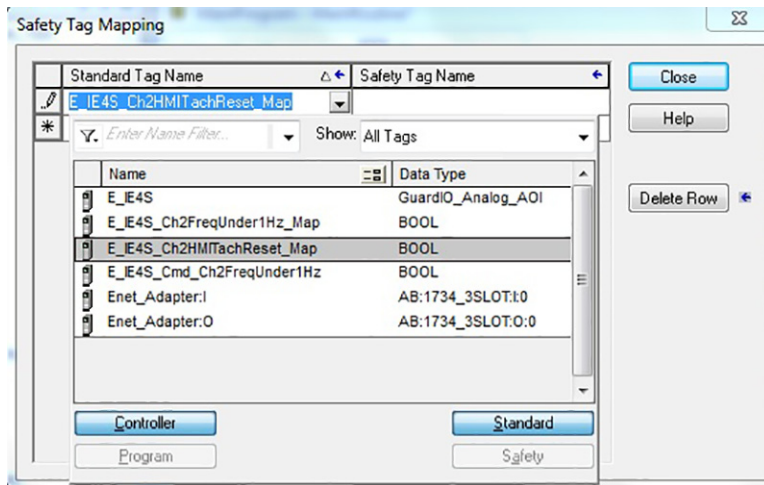 Safety Tag Mapping
Standard Tag Name Safety Tag Name
E_IE4S_Ch2HMITachReset_Map
Enter Name Filter... Show: All Tags
Name Data Type
E_IE4S GuardIO_Analog_AOI
E_IE4S_Ch2FreqUnder1Hz_Map BOOL
E_IE4S_Ch2HMITachReset_Map BOOL
E_IE4S_Cmd_Ch2FreqUnder1Hz BOOL
Enet_Adapter:I AB:1734_3SLOT:I:0
Enet_Adapter:O AB:1734_3SLOT:O:0
Controller Standard
Program Safety
Close
Help
Delete Row